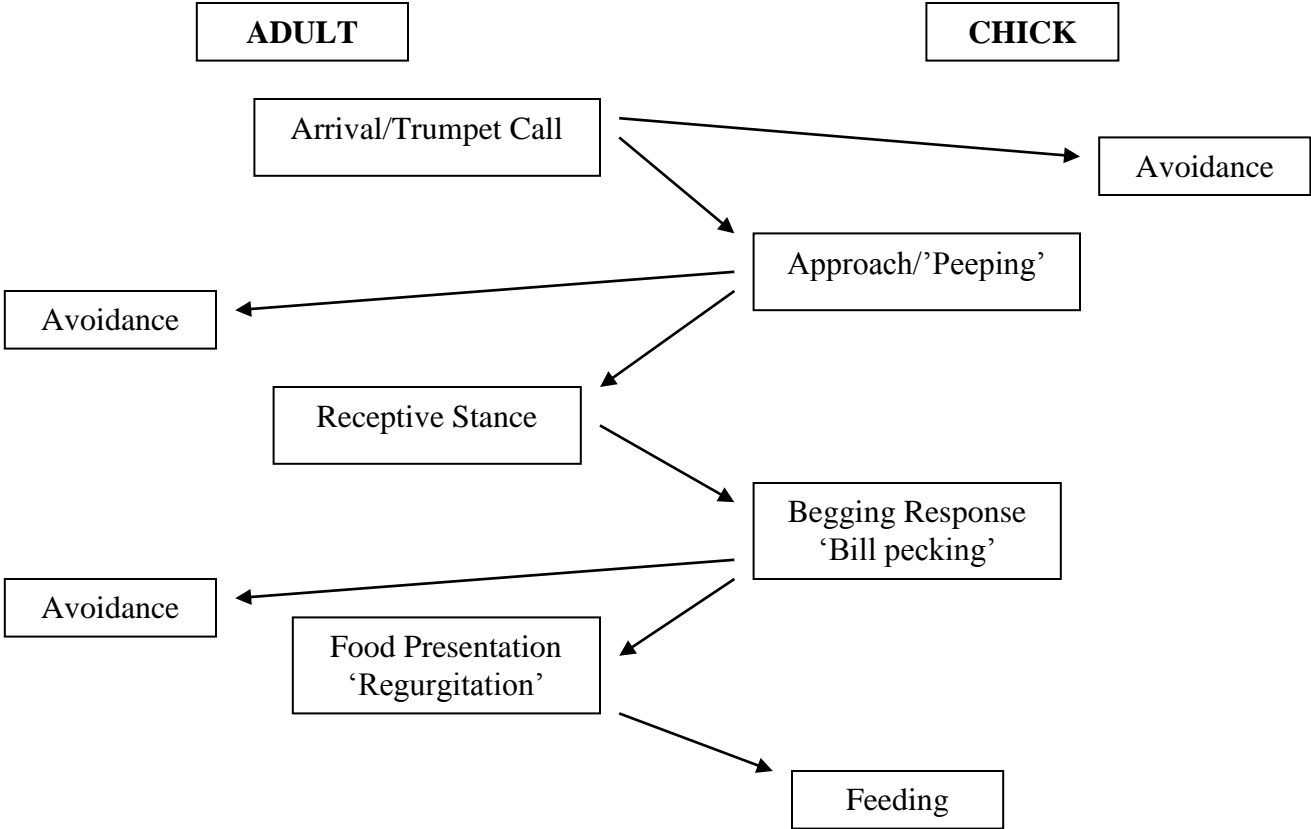 ADULT
CHICK
Arrival/Trumpet Call
Avoidance
Approach/’Peeping’
Avoidance
Receptive Stance
Begging Response
‘Bill pecking’
Avoidance
Food Presentation
‘Regurgitation’
Feeding